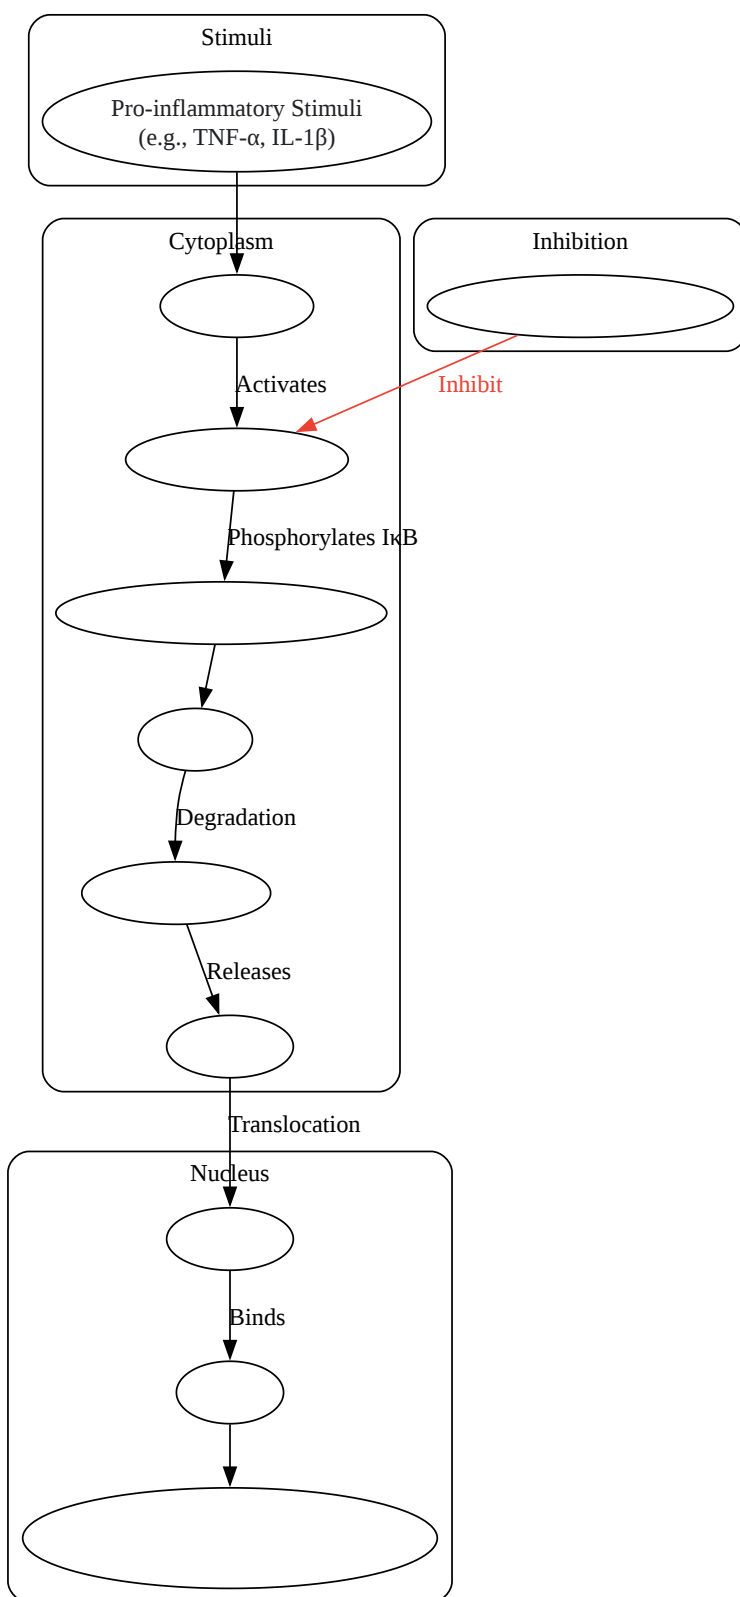 Stimuli
Pro-inflammatory Stimuli
(e.g., TNF-α, IL-1β)
Cytoplasm
Inhibition
Activates
Inhibit
Phosphorylates IκB
Degradation
Releases
Translocation
Nucleus
Binds